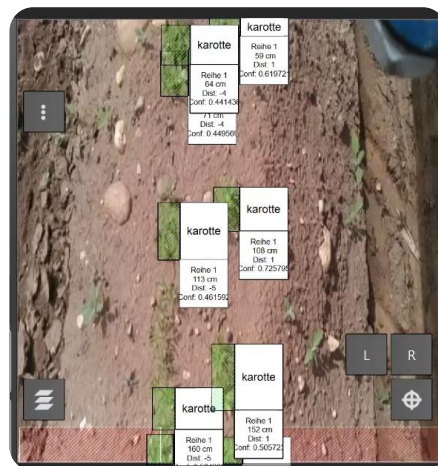 karotte
Reihe 1
59 cm
Dist: 1
Conf: 0.619721
karotte
Reihe 1
64 cm
Dist: -4
Conf: 0.441436
71 cm
Dist: -4
Conf: 0.449569
karotte
Reihe 1
108 cm
Dist: 1
Conf: 0.725795
karotte
Reihe 1
113 cm
Dist: -5
Conf: 0.461592
L
R
karotte
Reihe 1
152 cm
Dist: 1
Conf: 0.505723
karotte
Reihe 1
160 cm
Dist: -5